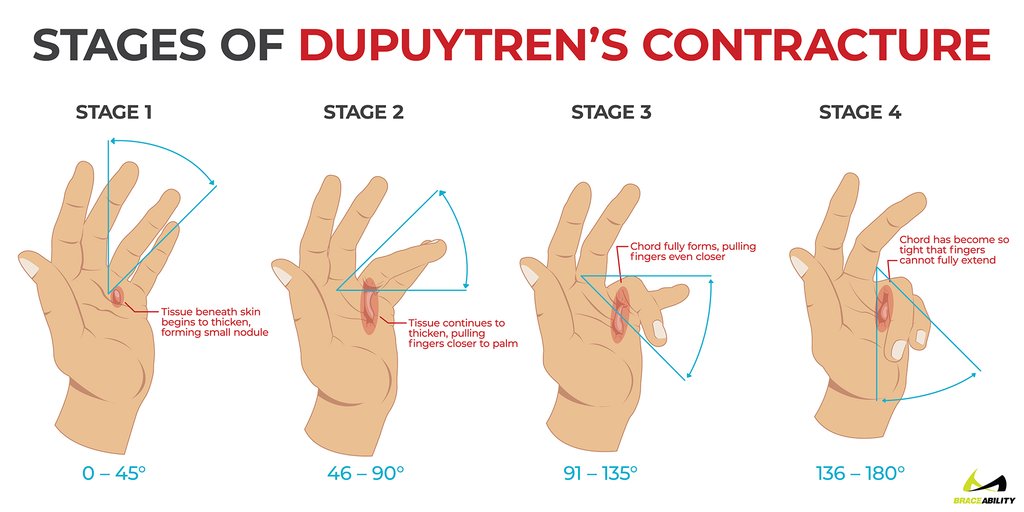 STAGES OF DUPUYTREN'S CONTRACTURE
STAGE 1
STAGE 2
STAGE 3
STAGE 4
Tissue beneath skin
begins to thicken,
forming small nodule
Tissue continues to
thicken, pulling
fingers closer to palm
Chord fully forms, pulling
fingers even closer
Chord has become so
tight that fingers
cannot fully extend
0 – 45°
46 – 90°
91 – 135°
136 – 180°
BRACEABILITY